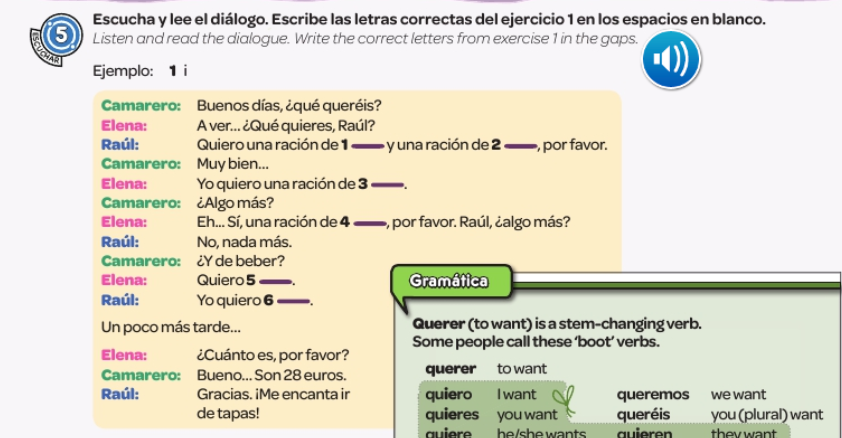 5
ESCUCHAR
Escucha y lee el diálogo. Escribe las letras correctas del ejercicio 1 en los espacios en blanco.
Listen and read the dialogue. Write the correct letters from exercise 1 in the gaps.
Ejemplo: 1 i
Camarero: Buenos días, ¿qué queréis?
Elena: A ver... ¿Qué quieres, Raúl?
Raúl: Quiero una ración de 1 ___ y una ración de 2 ___, por favor.
Camarero: Muy bien...
Elena: Yo quiero una ración de 3 ___.
Camarero: ¿Algo más?
Elena: Eh... Sí, una ración de 4 ___, por favor. Raúl, ¿algo más?
Raúl: No, nada más.
Camarero: ¿Y de beber?
Elena: Quiero 5 ___.
Raúl: Yo quiero 6 ___.
Un poco más tarde...
Elena: ¿Cuánto es, por favor?
Camarero: Bueno... Son 28 euros.
Raúl: Gracias. ¡Me encanta ir
de tapas!
Gramática
Querer (to want) is a stem-changing verb.
Some people call these ‘boot’ verbs.
querer to want
quiero I want queremos we want
quieres you want queréis you (plural) want
quiere he/she wants quieren they want